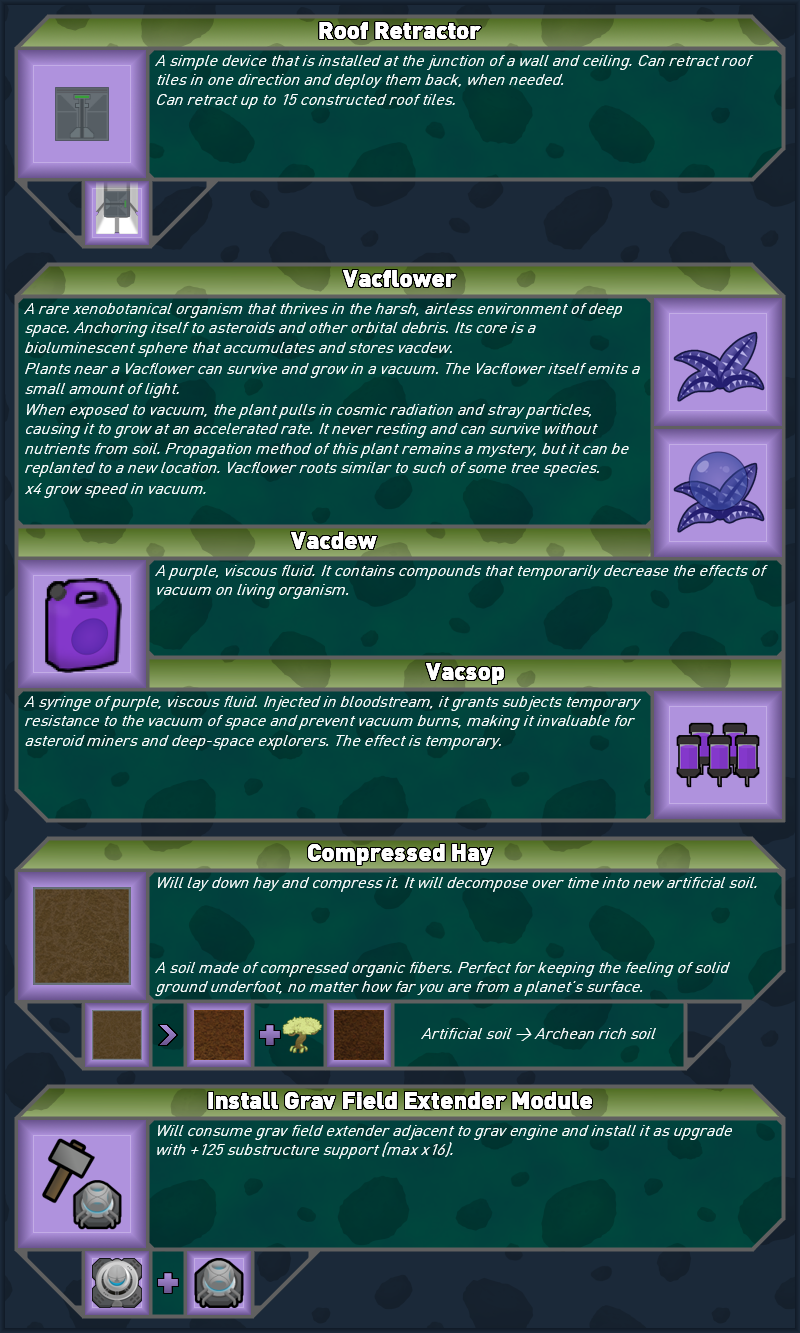 Roof Retractor
A simple device that is installed at the junction of a wall and ceiling. Can retract roof
tiles in one direction and deploy them back, when needed.
Can retract up to 15 constructed roof tiles.
Vacflower
A rare xenobotanical organism that thrives in the harsh, airless environment of deep
space. Anchoring itself to asteroids and other orbital debris. Its core is a
bioluminescent sphere that accumulates and stores vacdew.
Plants near a Vacflower can survive and grow in a vacuum. The Vacflower itself emits a
small amount of light.
When exposed to vacuum, the plant pulls in cosmic radiation and stray particles,
causing it to grow at an accelerated rate. It never resting and can survive without
nutrients from soil. Propagation method of this plant remains a mystery, but it can be
replanted to a new location. Vacflower roots similar to such of some tree species.
x4 grow speed in vacuum.
Vacdew
A purple, viscous fluid. It contains compounds that temporarily decrease the effects of
vacuum on living organism.
Vacsop
A syringe of purple, viscous fluid. Injected in bloodstream, it grants subjects temporary
resistance to the vacuum of space and prevent vacuum burns, making it invaluable for
asteroid miners and deep-space explorers. The effect is temporary.
Compressed Hay
Will lay down hay and compress it. It will decompose over time into new artificial soil.
A soil made of compressed organic fibers. Perfect for keeping the feeling of solid
ground underfoot, no matter how far you are from a planet's surface.
Artificial soil → Archean rich soil
Install Grav Field Extender Module
Will consume grav field extender adjacent to grav engine and install it as upgrade
with +125 substructure support (max x16).